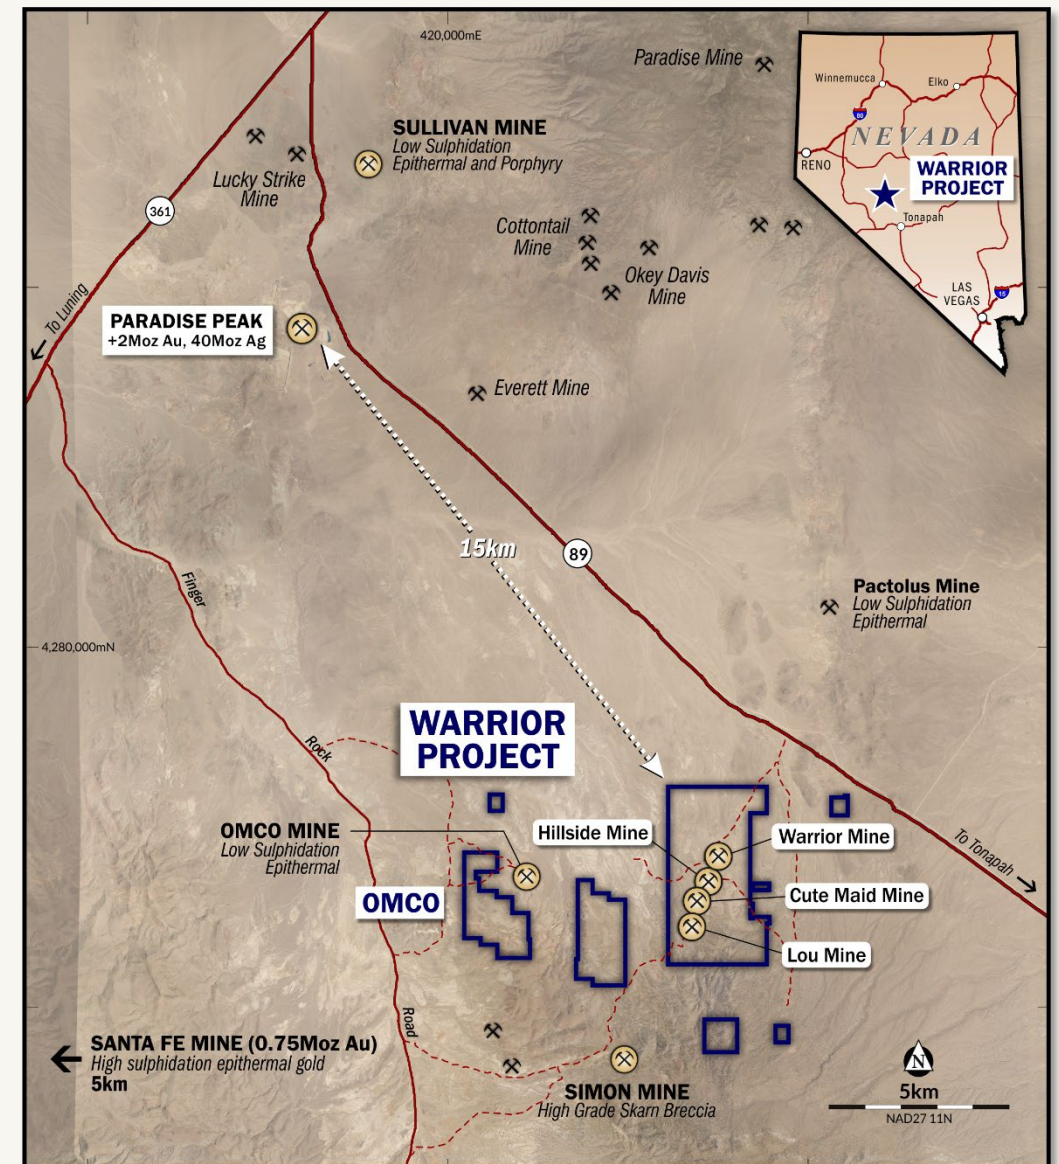 420,000mE
Paradise Mine
Winnemucca
Elko
80
NEVADA
RENO
WARRIOR
PROJECT
Tonapah
LAS
VEGAS
15
SULLIVAN MINE
Low Sulphidation
Epithermal and Porphyry
Lucky Strike
Mine
361
Cottontail
Mine
Okey Davis
Mine
To Luning
PARADISE PEAK
+2Moz Au, 40Moz Ag
Everett Mine
15km
89
Finger
Pactolus Mine
Low Sulphidation
Epithermal
4,280,000mN
WARRIOR
PROJECT
Rock
OMCO MINE
Low Sulphidation
Epithermal
Hillside Mine
Warrior Mine
To Tonapah
OMCO
Cute Maid Mine
Lou Mine
Road
SANTA FE MINE (0.75Moz Au)
High sulphidation epithermal gold
5km
SIMON MINE
High Grade Skarn Breccia
N
5km
NAD27 11N